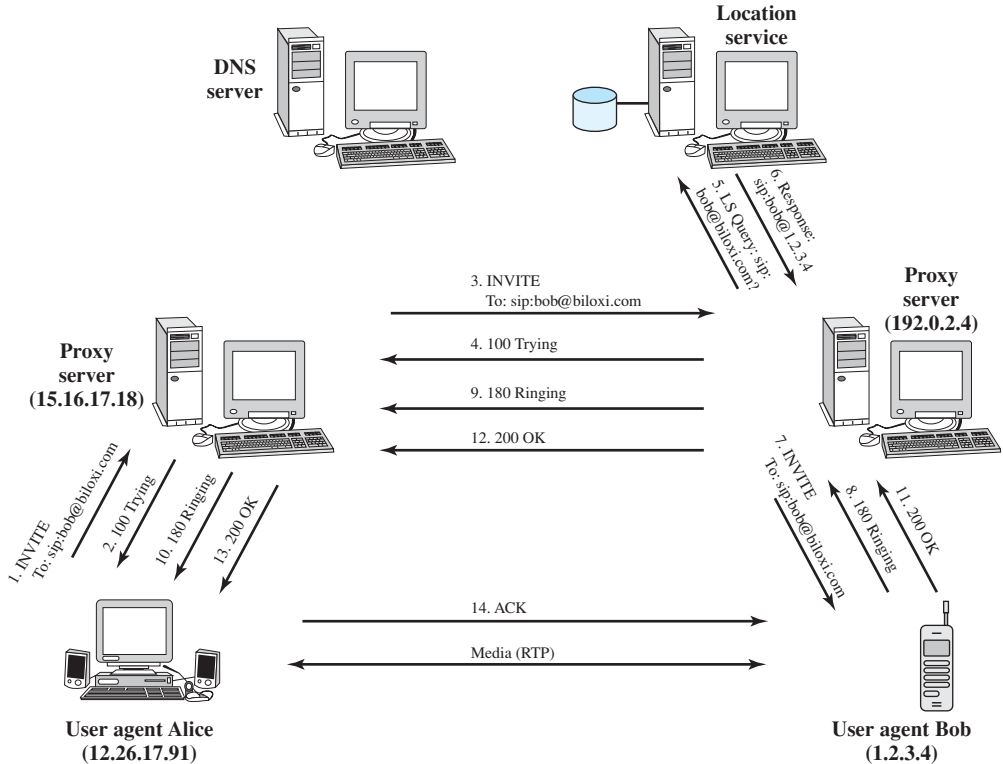 Location
service
DNS
server
5. LS Query: sip:
bob@biloxi.com?
6. Response:
sip:bob@1.2.3.4
3. INVITE
To: sip:bob@biloxi.com
Proxy
server
(192.0.2.4)
4. 100 Trying
Proxy
server
(15.16.17.18)
9. 180 Ringing
12. 200 OK
1. INVITE
To: sip:bob@biloxi.com
2. 100 Trying
10. 180 Ringing
13. 200 OK
7. INVITE
To: sip:bob@biloxi.com
8. 180 Ringing
11. 200 OK
14. ACK
Media (RTP)
User agent Alice
(12.26.17.91)
User agent Bob
(1.2.3.4)